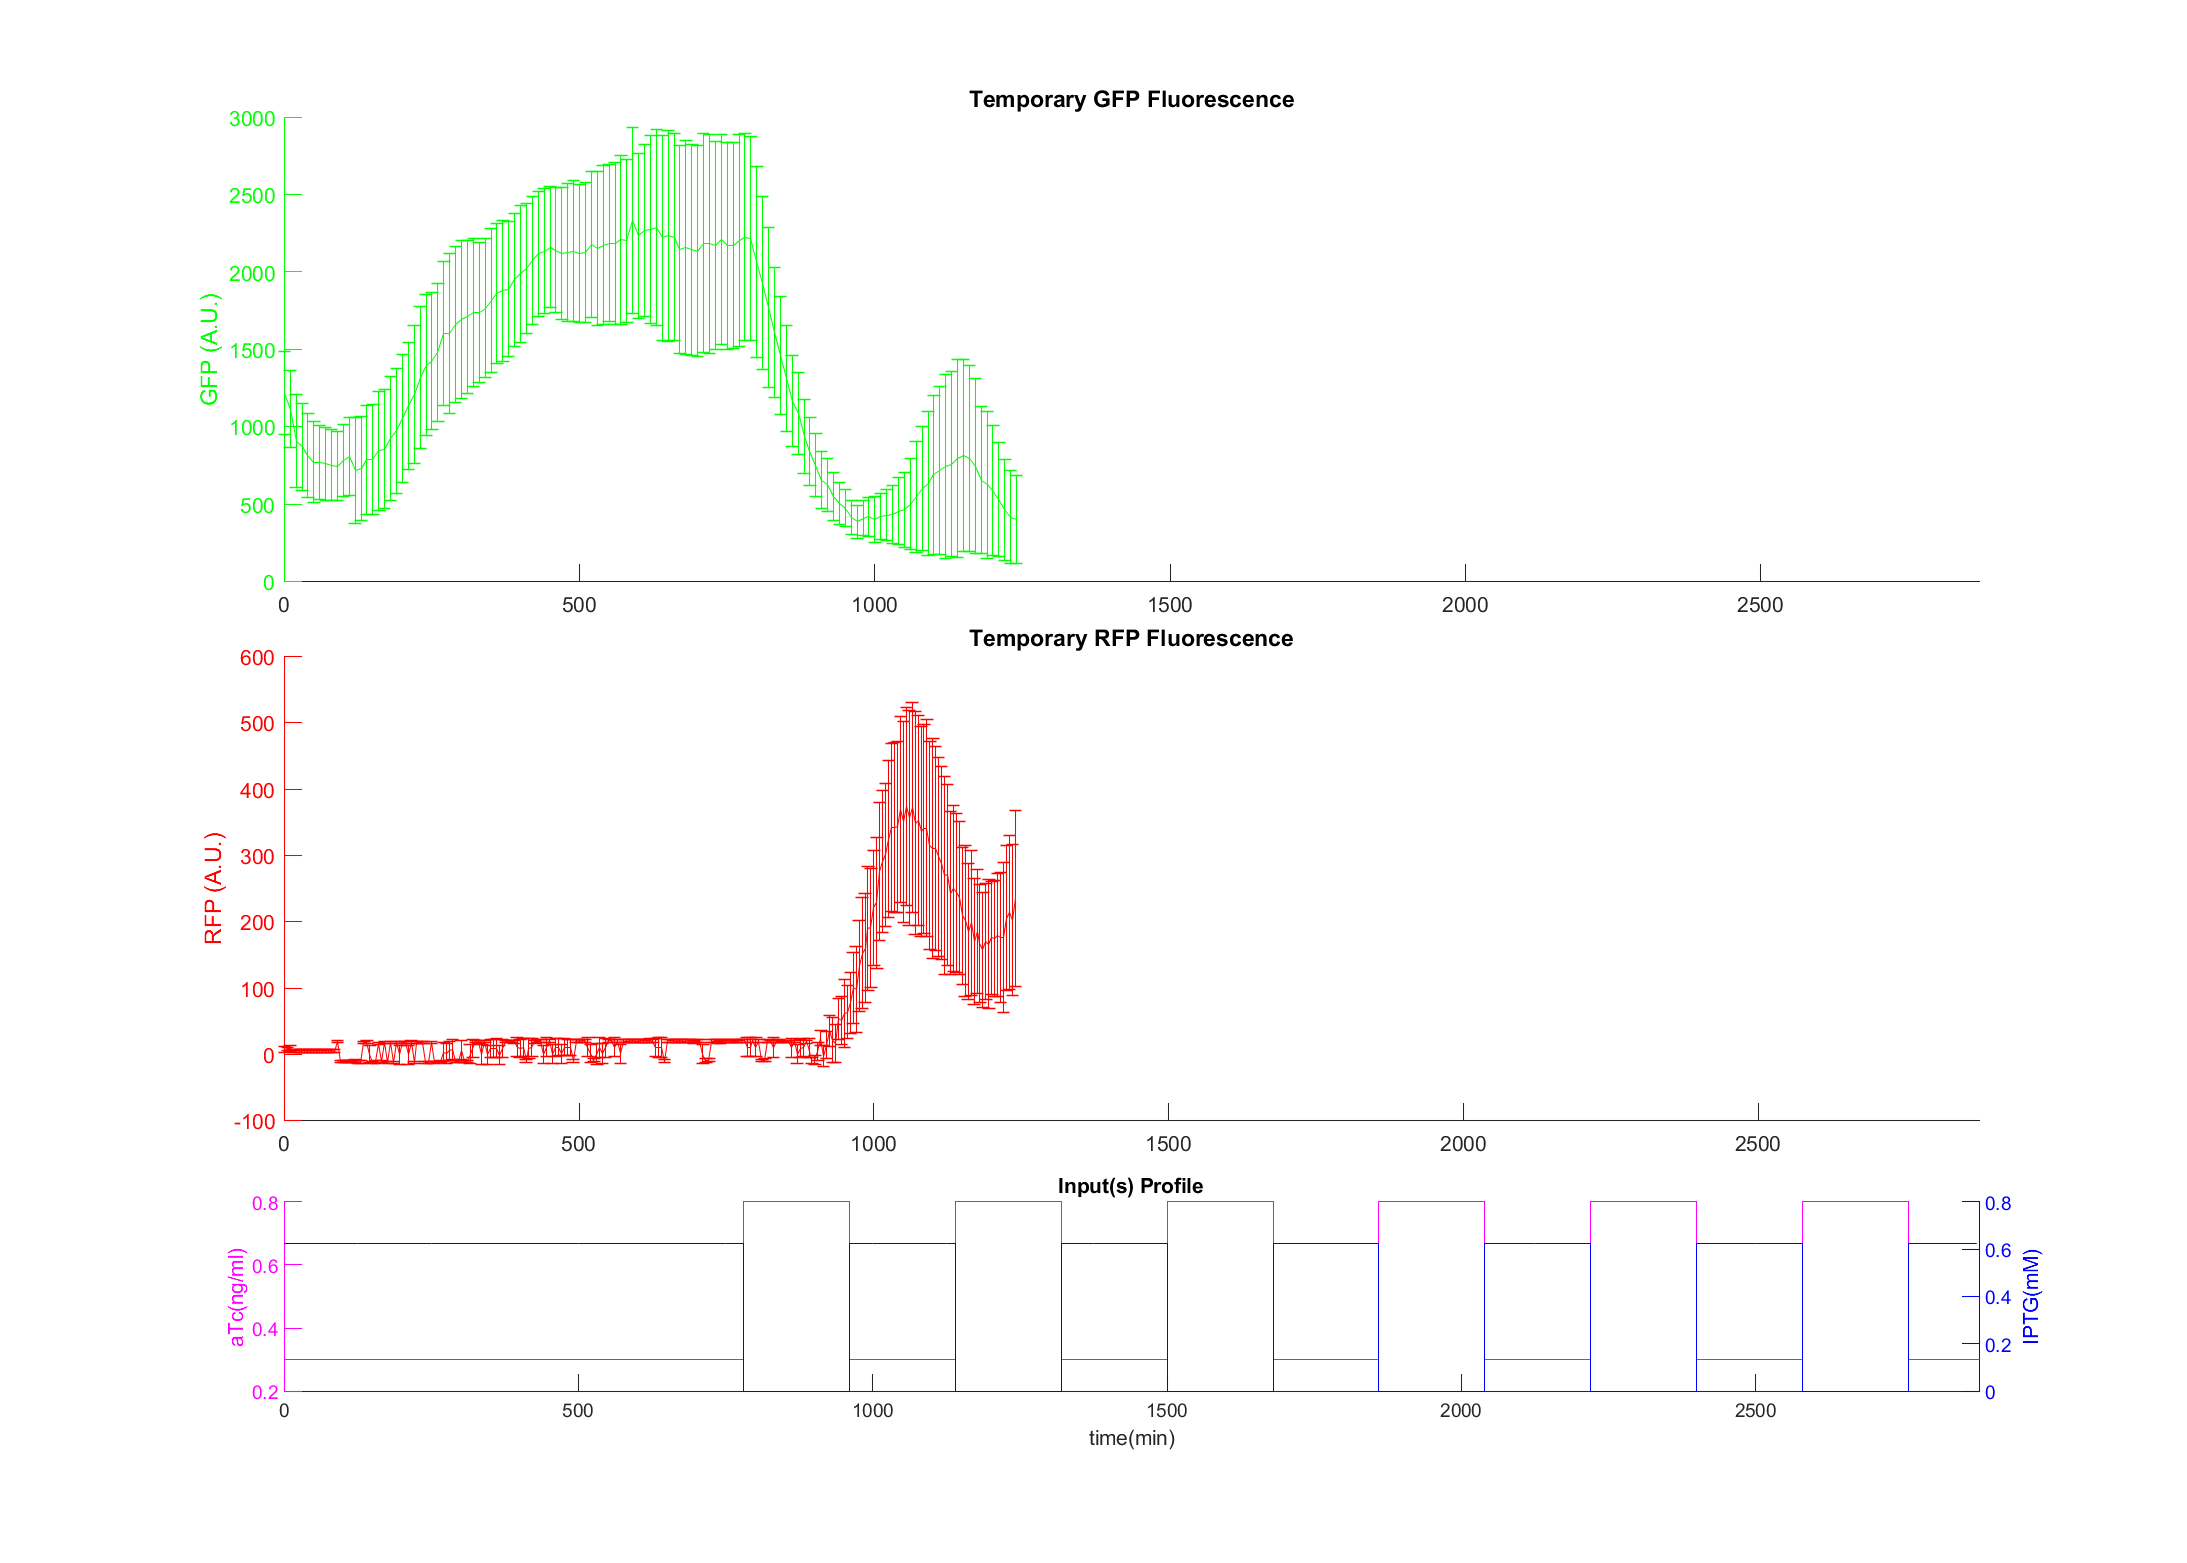 Temporary GFP Fluorescence
3000
2500
2000
1500
1000
500
0
GFP (A.U.)
0 500 1000 1500 2000 2500
Temporary RFP Fluorescence
600
500
400
300
200
100
0
-100
RFP (A.U.)
0 500 1000 1500 2000 2500
Input(s) Profile
0.8
0.6
0.4
0.2
aTc(ng/ml)
0.8
0.6
0.4
0.2
0
IPTG(mM)
0 500 1000 1500 2000 2500
time(min)